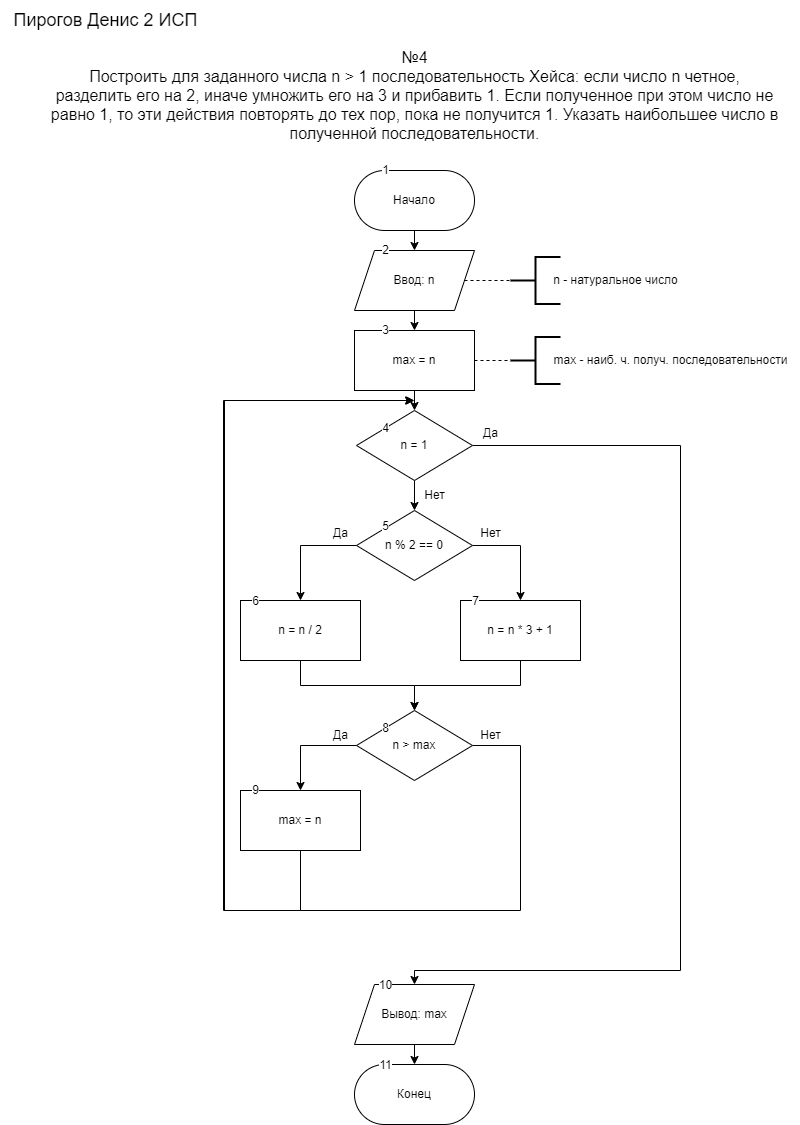 Пирогов Денис 2 ИСП
№4
Построить для заданного числа n > 1 последовательность Хейса: если число n четное,
разделить его на 2, иначе умножить его на 3 и прибавить 1. Если полученное при этом число не
равно 1, то эти действия повторять до тех пор, пока не получится 1. Указать наибольшее число в
полученной последовательности.
1
Начало
2
Ввод: n
n - натуральное число
3
max = n
max - наиб. ч. получ. последовательности
4
n = 1
Да
Нет
5
n % 2 == 0
Да
Нет
6
n = n / 2
7
n = n * 3 + 1
8
n > max
Да
Нет
9
max = n
10
Вывод: max
11
Конец